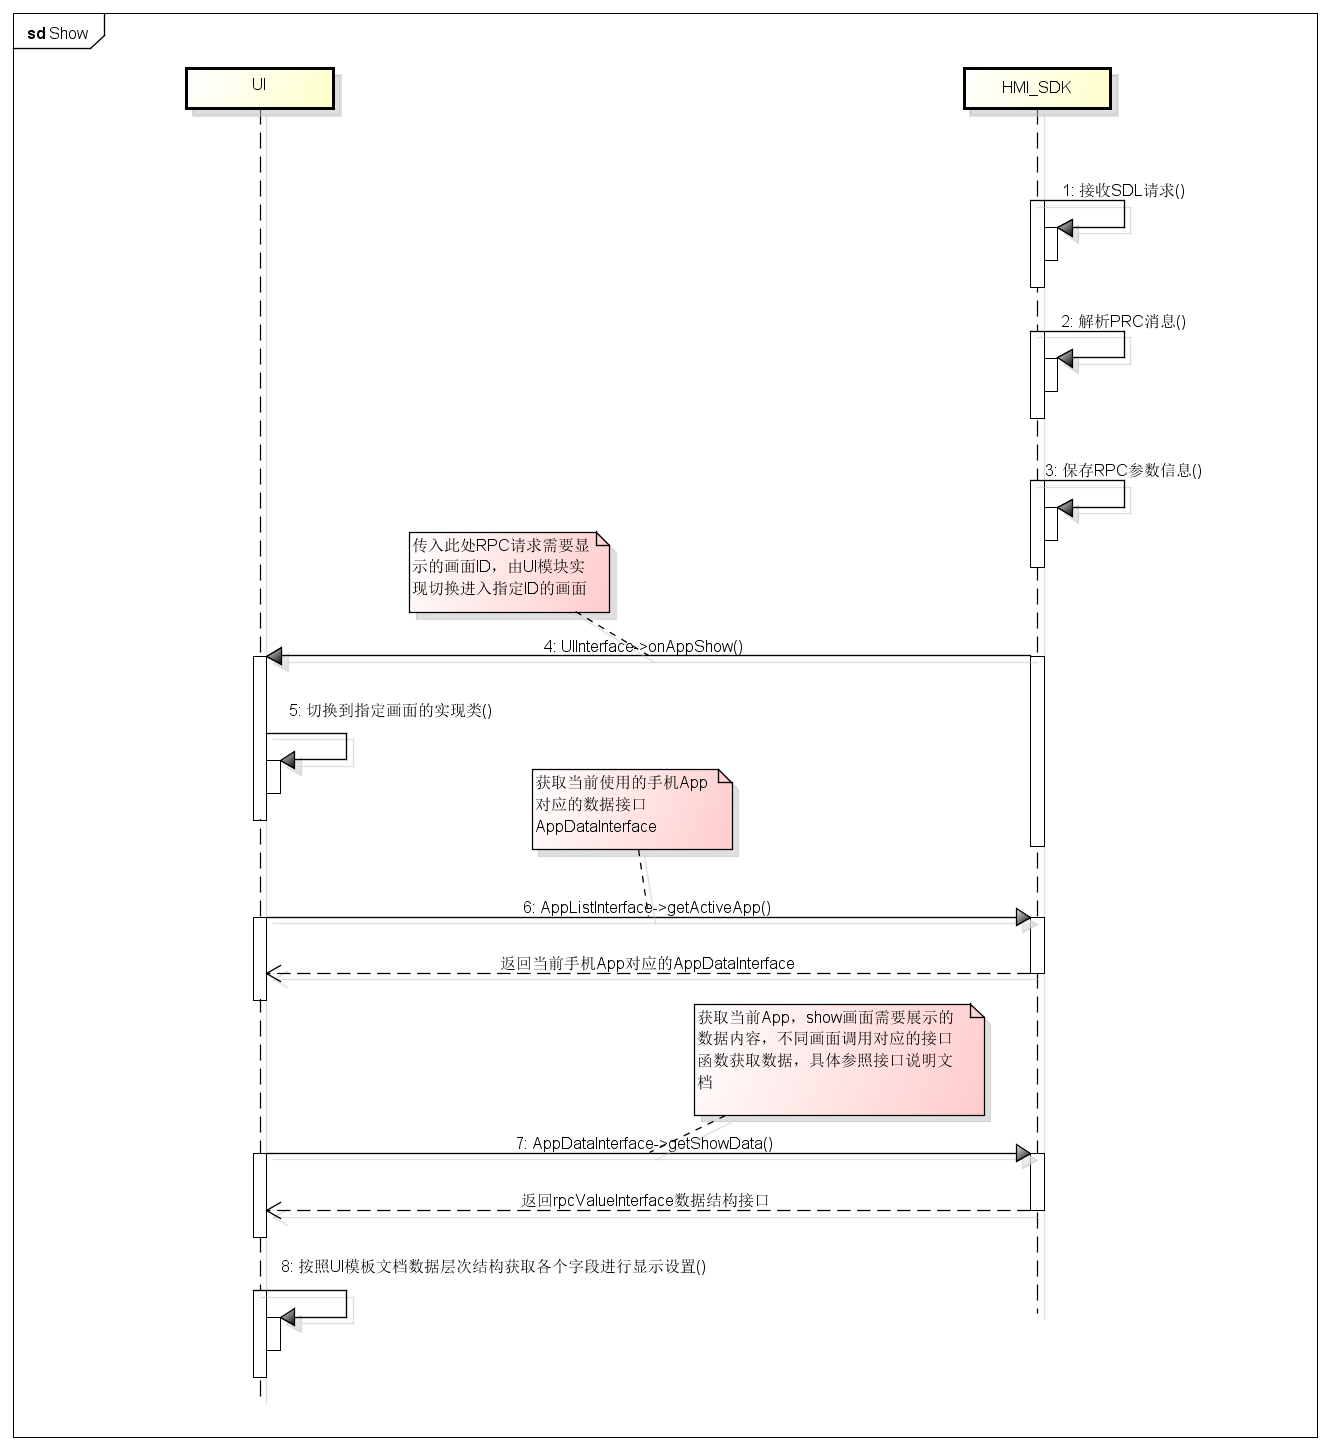 sd Show
UI
HMI_SDK
1: 接收SDL请求()
2: 解析PRC消息()
3: 保存RPC参数信息()
传入此处RPC请求需要显
示的画面ID，由UI模块实
现切换进入指定ID的画面
4: UIInterface->onAppShow()
5: 切换到指定画面的实现类()
获取当前使用的手机App
对应的数据接口
AppDataInterface
6: AppListInterface->getActiveApp()
返回当前手机App对应的AppDataInterface
获取当前App，show画面需要展示的
数据内容，不同画面调用对应的接口
函数获取数据，具体参照接口说明文
档
7: AppDataInterface->getShowData()
返回rpcValueInterface数据结构接口
8: 按照UI模板文档数据层次结构获取各个字段进行显示设置()